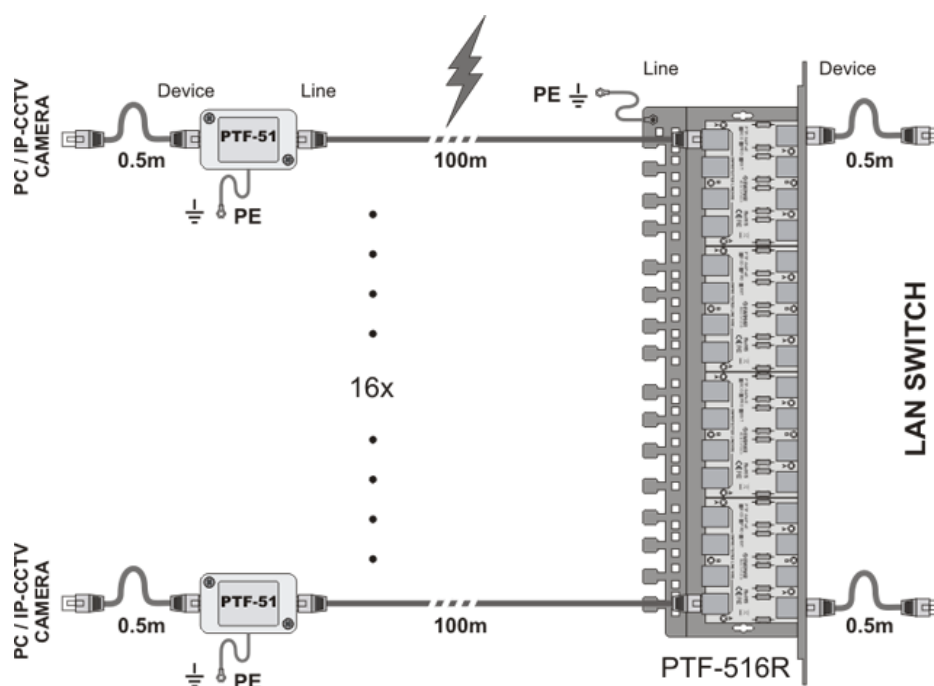 Device
Line
PE
Line
Device
PC / IP-CCTV
CAMERA
PTF-51
0.5m
PE
100m
0.5m
16x
LAN SWITCH
PC / IP-CCTV
CAMERA
PTF-51
0.5m
PE
100m
0.5m
PTF-516R